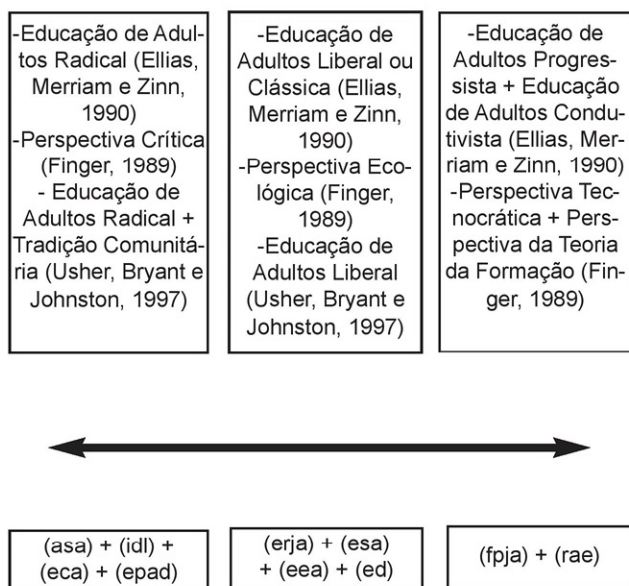 -Educação de Adul-
tos Radical (Ellias,
Merriam e Zinn,
1990)
-Perspectiva Crítica
(Finger, 1989)
- Educação de
Adultos Radical +
Tradição Comunitá-
ria (Usher, Bryant e
Johnston, 1997)
-Educação de
Adultos Liberal ou
Clássica (Ellias,
Merriam e Zinn,
1990)
-Perspectiva Eco-
lógica (Finger,
1989)
-Educação de
Adultos Liberal
(Usher, Bryant e
Johnston, 1997)
-Educação de
Adultos Progres-
sista + Educação
de Adultos Condu-
tivista (Ellias, Mer-
riam e Zinn, 1990)
-Perspectiva Tec-
nocrática + Pers-
pectiva da Teoria
da Formação (Fin-
ger, 1989)
(asa) + (idl) +
(eca) + (epad)
(erja) + (esa)
+ (eea) + (ed)
(fpja) + (rae)